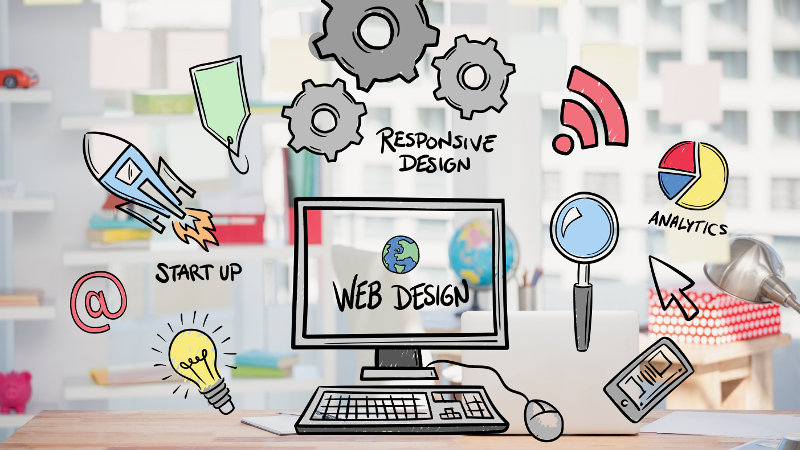 RESPONSIVE
DESIGN
ANALYTICS
START UP
@
WEB DESIGN